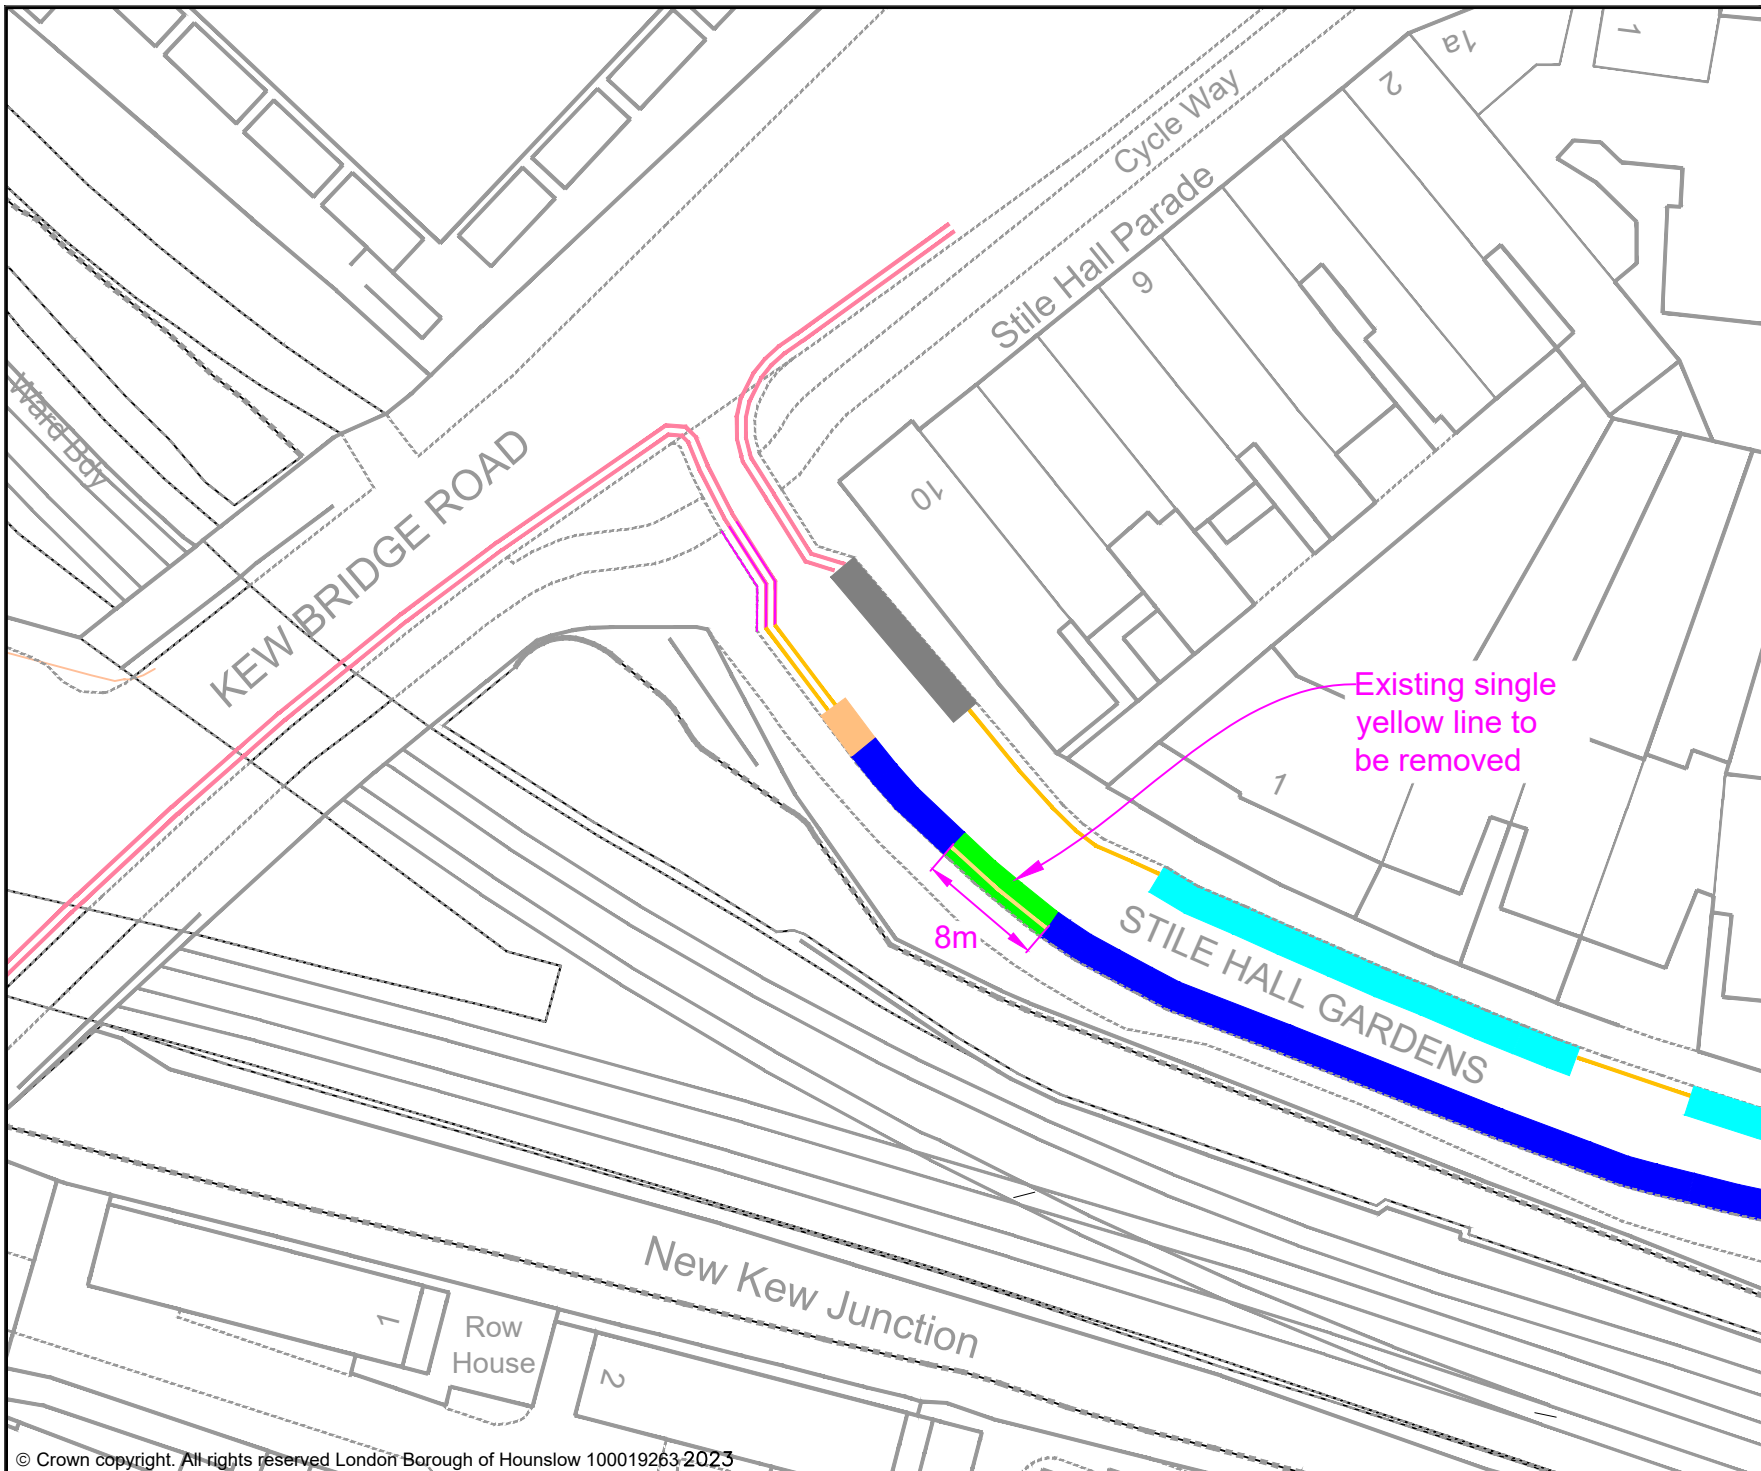 Cycle Way
Stile Hall Parade
1a
2
1
6
10
Ward Bdy
KEW BRIDGE ROAD
Existing single
yellow line to
be removed
1
8m
STILE HALL GARDENS
New Kew Junction
1
Row
House
2
© Crown copyright. All rights reserved London Borough of Hounslow 100019263 2023